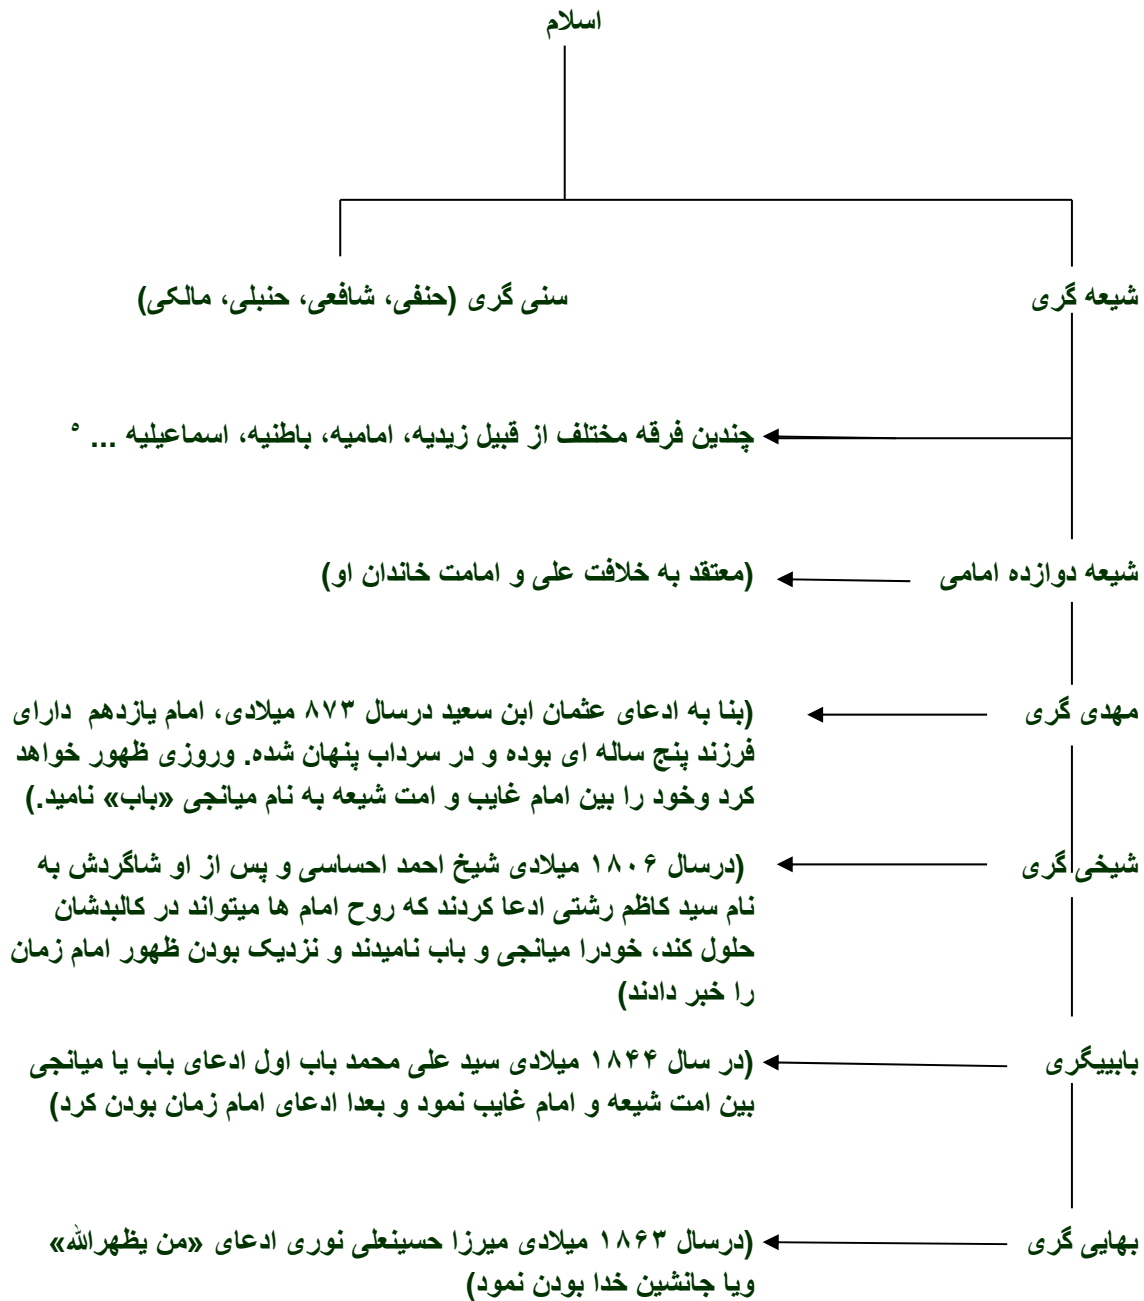 اسلام
شیعه گری
سنی گری (حنفی، شافعی، حنبلی، مالکی)
چندین فرقه مختلف از قبیل زیدیه، امامیه، باطنیه، اسماعیلیه ... ْ
شیعه دوازده امامی
(معتقد به خلافت علی و امامت خاندان او)
مهدی گری
(بنا به ادعای عثمان ابن سعید درسال ۸۷۳ میلادی، امام یازدهم دارای
فرزند پنج ساله ای بوده و در سرداب پنهان شده. وروزی ظهور خواهد
کرد وخود را بین امام غایب و امت شیعه به نام میانجی «باب» نامید.)
شیخی گری
(درسال ۱۸۰۶ میلادی شیخ احمد احساسی و پس از او شاگردش به
نام سید کاظم رشتی ادعا کردند که روح امام ها میتواند در کالبدشان
حلول کند، خودرا میانجی و باب نامیدند و نزدیک بودن ظهور امام زمان
را خبر دادند)
بابییگری
(در سال ۱۸۴۴ میلادی سید علی محمد باب اول ادعای باب یا میانجی
بین امت شیعه و امام غایب نمود و بعدا ادعای امام زمان بودن کرد)
بهایی گری
(درسال ۱۸۶۳ میلادی میرزا حسینعلی نوری ادعای «من یظهرالله»
ویا جانشین خدا بودن نمود)